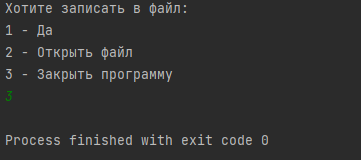 Хотите записать в файл:
1 - Да
2 - Открыть файл
3 - Закрыть программу
3
Process finished with exit code 0